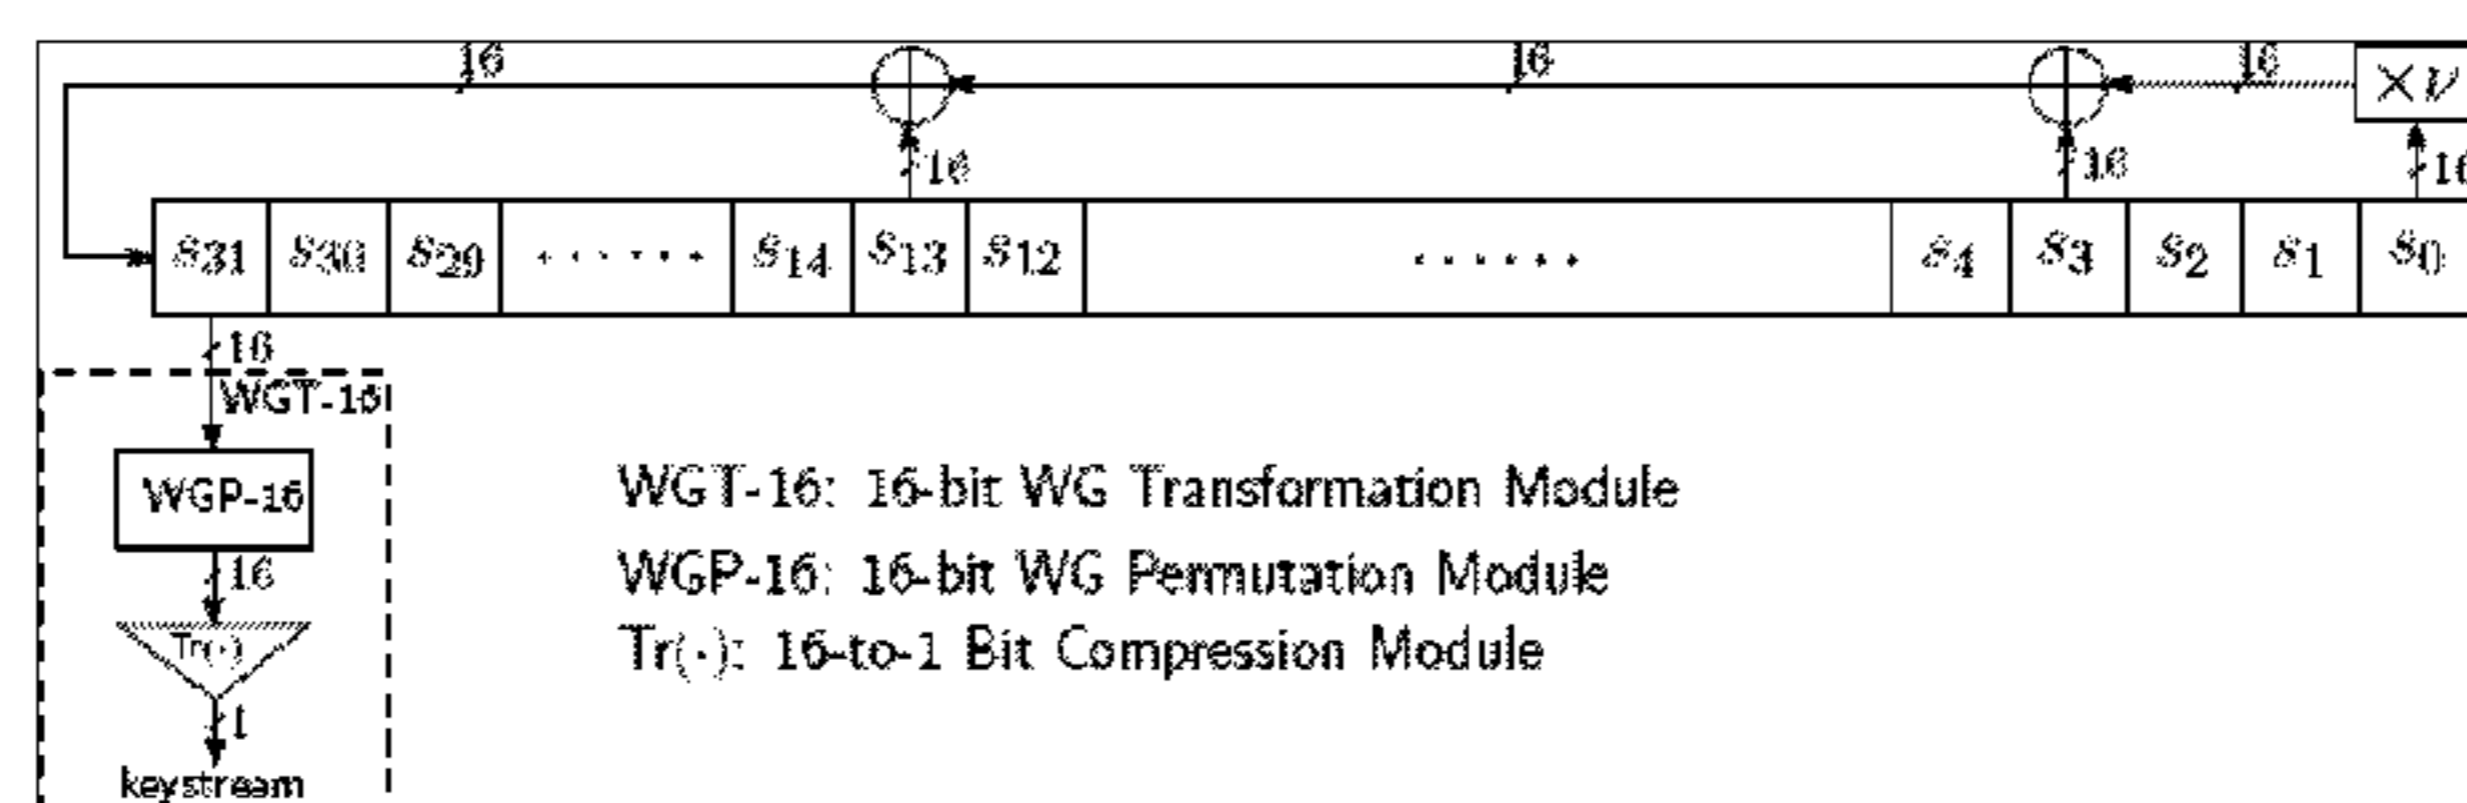 16 16 16 ×ν
16 16 16
s31 s30 s29 ...... s14 s13 s12 ...... s4 s3 s2 s1 s0
16
WGT-16
WGP-16
16
Tr(·)
1
keystream
WGT-16: 16-bit WG Transformation Module
WGP-16: 16-bit WG Permutation Module
Tr(·): 16-to-1 Bit Compression Module